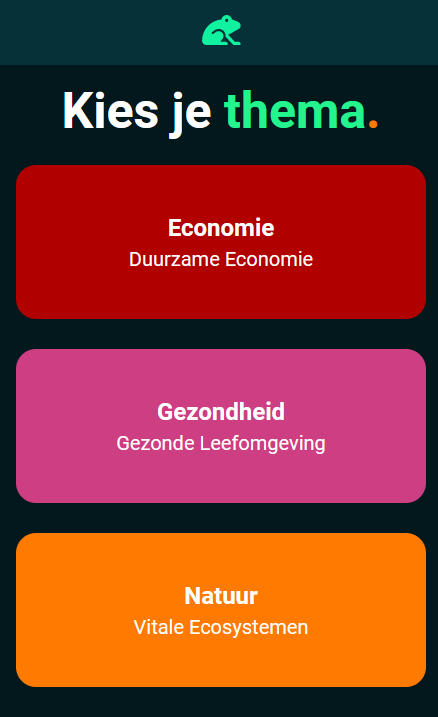 Kies je thema.
Economie
Duurzame Economie
Gezondheid
Gezonde Leefomgeving
Natuur
Vitale Ecosystemen